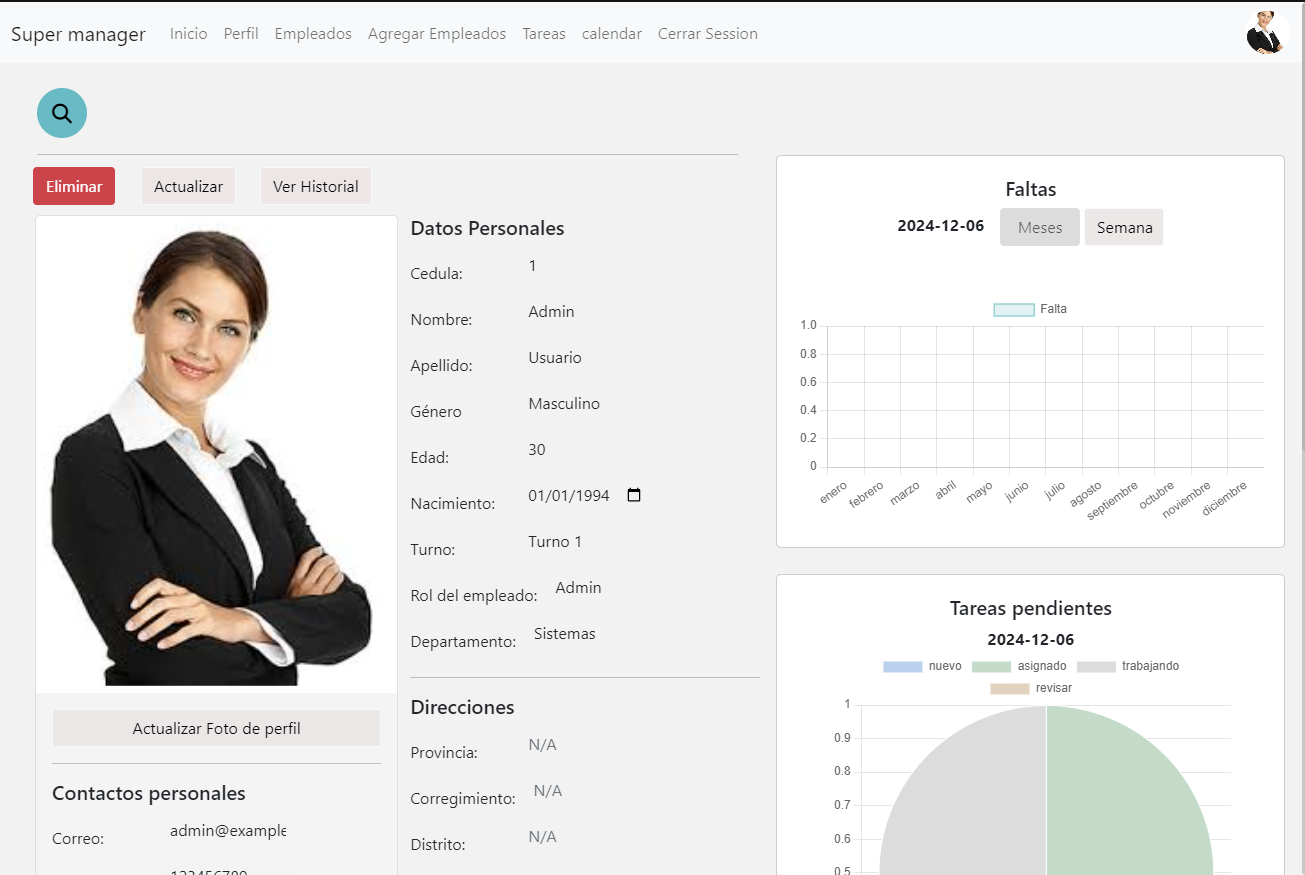 Super manager Inicio Perfil Empleados Agregar Empleados Tareas calendar Cerrar Session
Eliminar Actualizar Ver Historial
Datos Personales
Cedula: 1
Nombre: Admin
Apellido: Usuario
Género Masculino
Edad: 30
Nacimiento: 01/01/1994
Turno: Turno 1
Rol del empleado: Admin
Departamento: Sistemas
Direcciones
Provincia: N/A
Corregimiento: N/A
Distrito: N/A
Actualizar Foto de perfil
Contactos personales
Correo: admin@example
123456789
Faltas
2024-12-06 Meses Semana
Falta
1.0
0.8
0.6
0.4
0.2
0
enero febrero marzo abril mayo junio julio agosto septiembre octubre noviembre diciembre
Tareas pendientes
2024-12-06
nuevo asignado trabajando
revisar
1
0.9
0.8
0.7
0.6
0.5